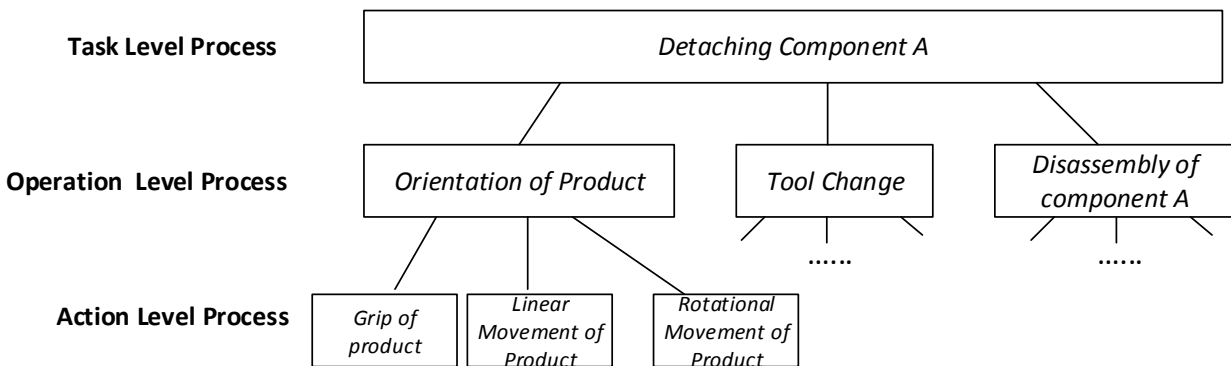 Task Level Process
Detaching Component A
Operation Level Process
Orientation of Product
Tool Change
Disassembly of
component A
......
......
Action Level Process
Grip of
product
Linear
Movement of
Product
Rotational
Movement of
Product